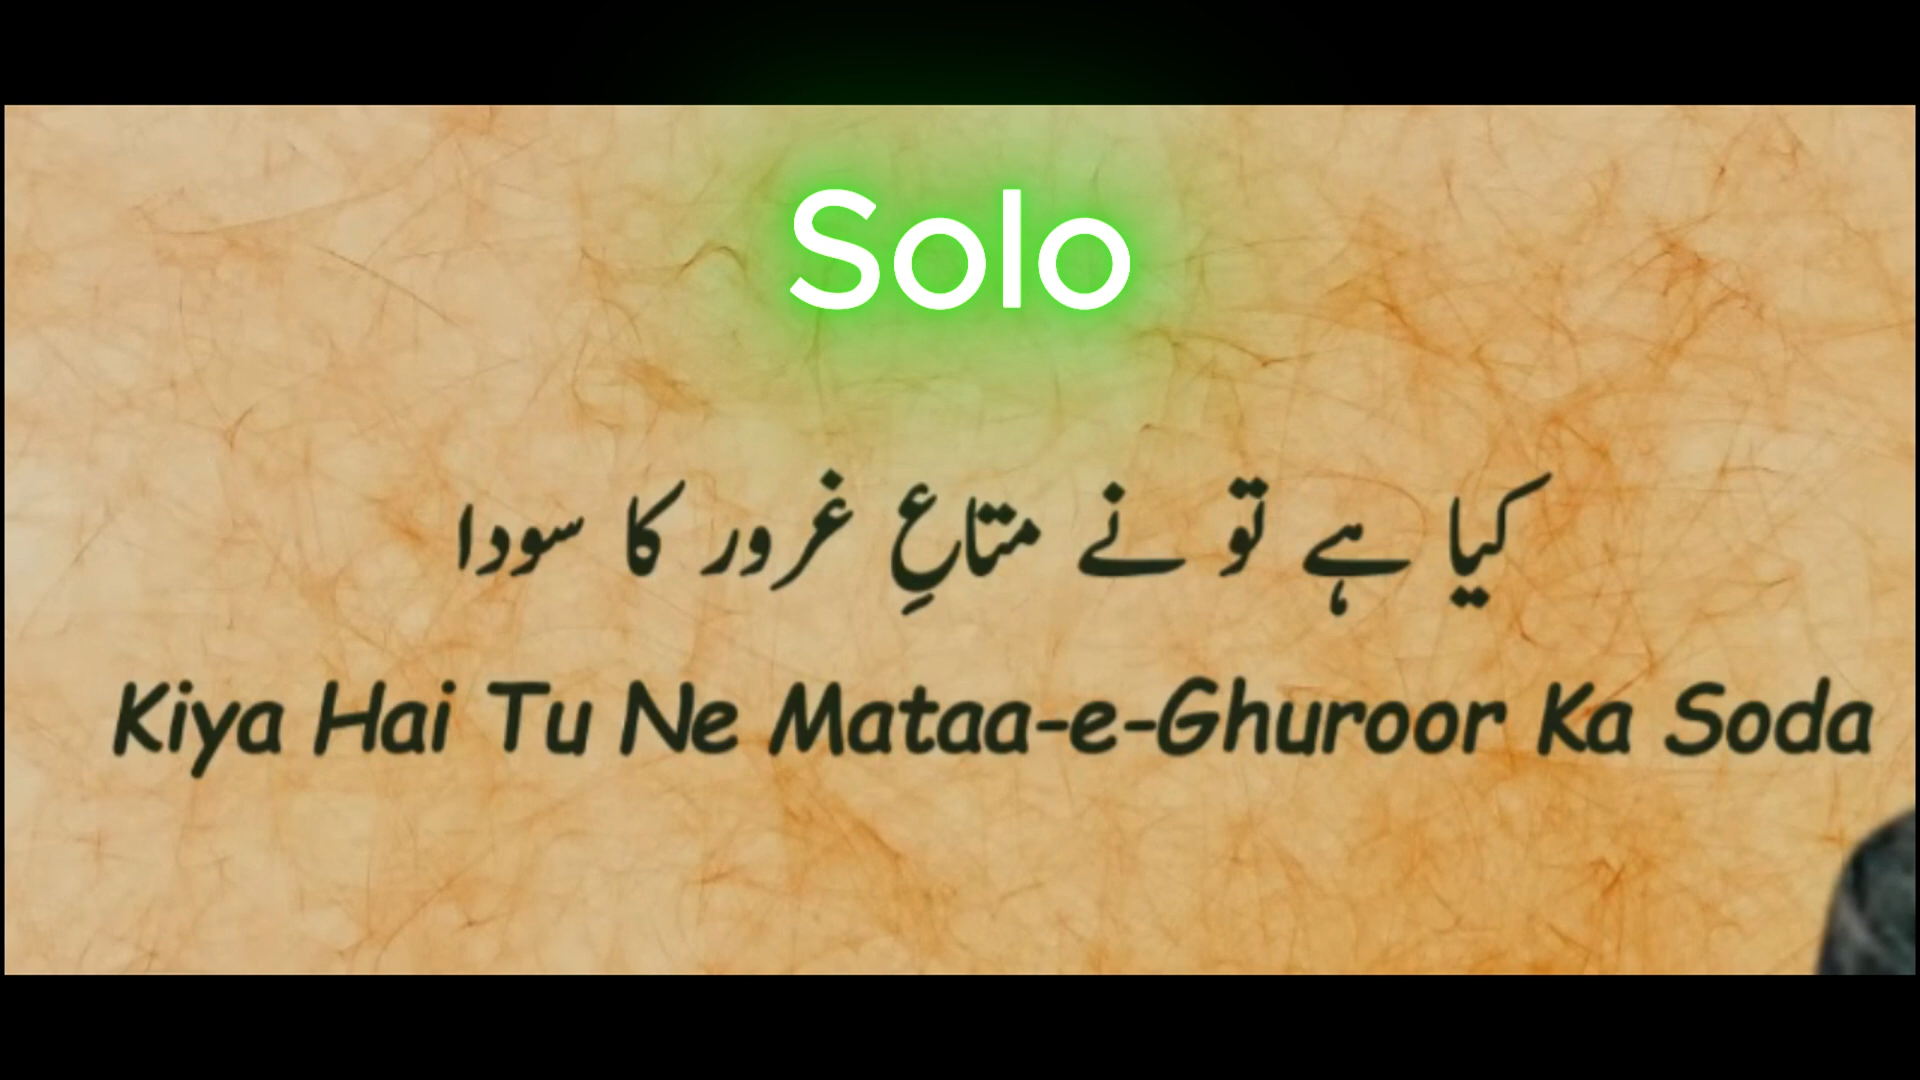 Solo
کیا ہے تو نے متاعِ غرور کا سودا
Kiya Hai Tu Ne Mataa-e-Ghuroor Ka Soda